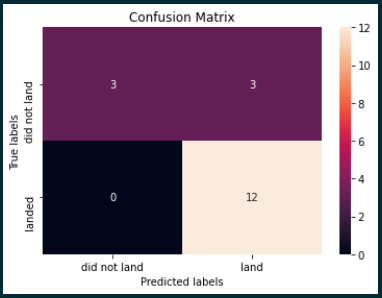 Confusion Matrix
True labels
did not land
landed
3 3
0 12
did not land land
Predicted labels
12
10
8
6
4
2
0